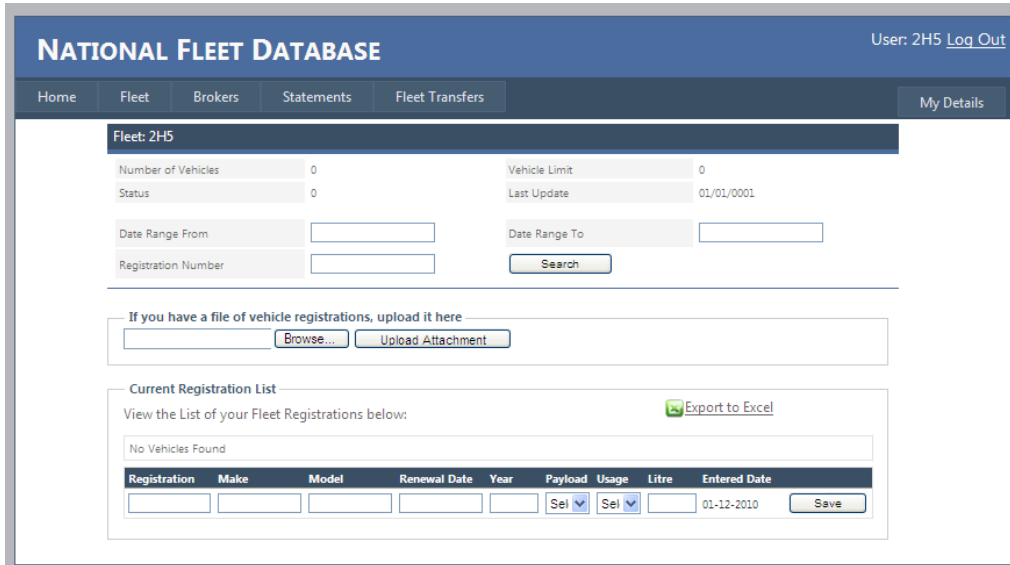 NATIONAL FLEET DATABASE
User: 2H5 Log Out
Home Fleet Brokers Statements Fleet Transfers My Details
Fleet: 2H5
Number of Vehicles 0 Vehicle Limit 0
Status 0 Last Update 01/01/0001
Date Range From Date Range To
Registration Number Search
If you have a file of vehicle registrations, upload it here
Browse... Upload Attachment
Current Registration List
View the List of your Fleet Registrations below: Export to Excel
No Vehicles Found
Registration Make Model Renewal Date Year Payload Usage Litre Entered Date
Sel Sel 01-12-2010 Save